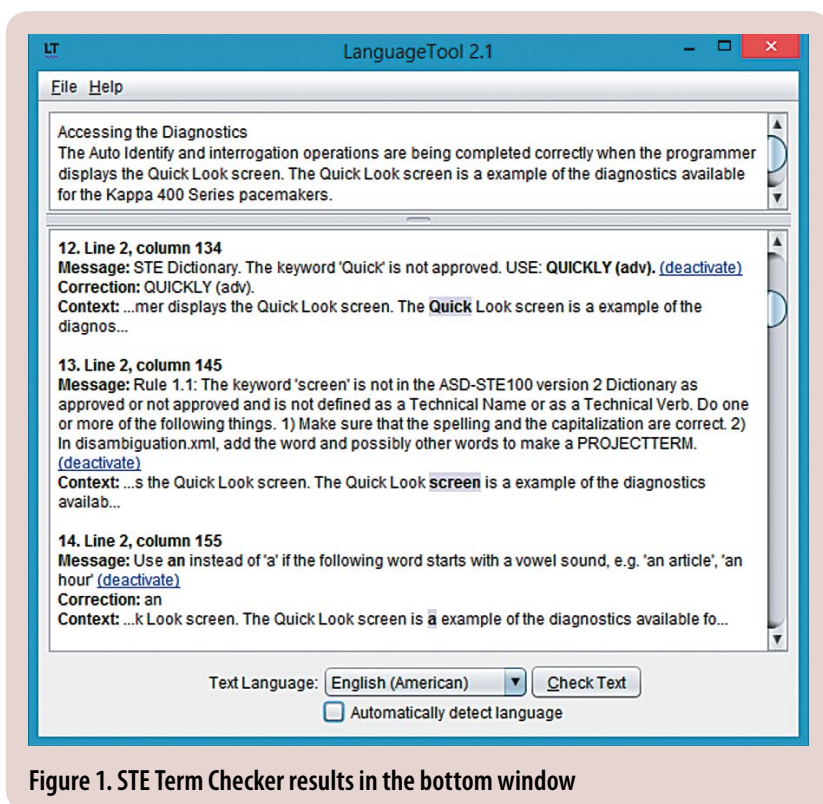 LT LanguageTool 2.1
File Help
Accessing the Diagnostics
The Auto Identify and interrogation operations are being completed correctly when the programmer
displays the Quick Look screen. The Quick Look screen is a example of the diagnostics available
for the Kappa 400 Series pacemakers.
12. Line 2, column 134
Message: STE Dictionary. The keyword 'Quick' is not approved. USE: QUICKLY (adv). (deactivate)
Correction: QUICKLY (adv).
Context: ...mer displays the Quick Look screen. The Quick Look screen is a example of the
diagnos...
13. Line 2, column 145
Message: Rule 1.1: The keyword 'screen' is not in the ASD-STE100 version 2 Dictionary as
approved or not approved and is not defined as a Technical Name or as a Technical Verb. Do one
or more of the following things. 1) Make sure that the spelling and the capitalization are correct. 2)
In disambiguation.xml, add the word and possibly other words to make a PROJECTTERM.
(deactivate)
Context: ...s the Quick Look screen. The Quick Look screen is a example of the diagnostics
availab...
14. Line 2, column 155
Message: Use an instead of 'a' if the following word starts with a vowel sound, e.g. 'an article', 'an
hour' (deactivate)
Correction: an
Context: ...k Look screen. The Quick Look screen is a example of the diagnostics available fo...
Text Language: English (American) Check Text
Automatically detect language
Figure 1. STE Term Checker results in the bottom window